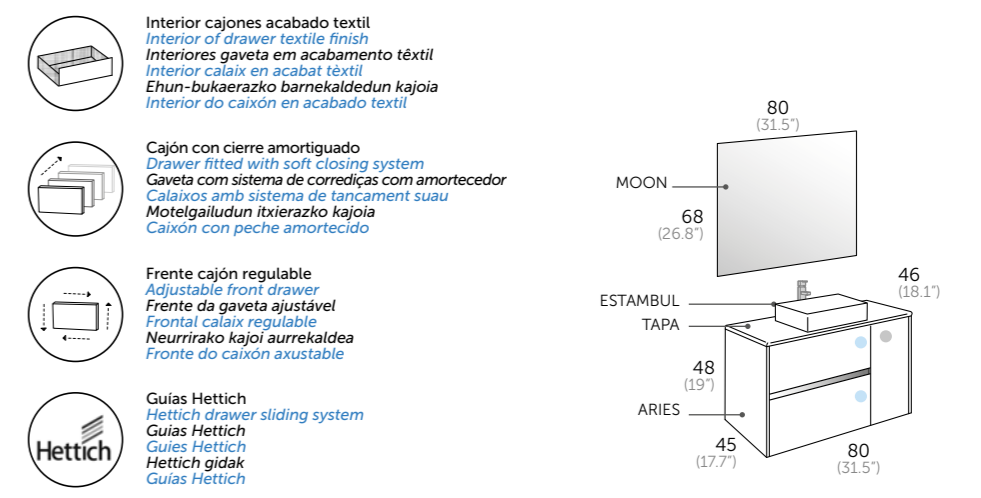 Interior cajones acabado textil
Interior of drawer textile finish
Interiores gaveta em acabamento têxtil
Interior calaix en acabat tèxtil
Ehun-bukaerazko barnekaldedun kajoia
Interior do caixón en acabado textil
Cajón con cierre amortiguado
Drawer fitted with soft closing system
Gaveta com sistema de corrediças com amortecedor
Calaixos amb sistema de tancament suau
Motelgailudun itxierazko kajoia
Caixón con peche amortecido
Frente cajón regulable
Adjustable front drawer
Frente da gaveta ajustável
Frontal calaix regulable
Neurrirako kajoi aurrekaldea
Fronte do caixón axustable
Hettich
Guías Hettich
Hettich drawer sliding system
Guias Hettich
Guies Hettich
Hettich gidak
Guías Hettich
80
(31.5”)
MOON
68
(26.8”)
46
(18.1”)
ESTAMBUL
TAPA
48
(19”)
ARIES
45
(17.7”)
80
(31.5”)